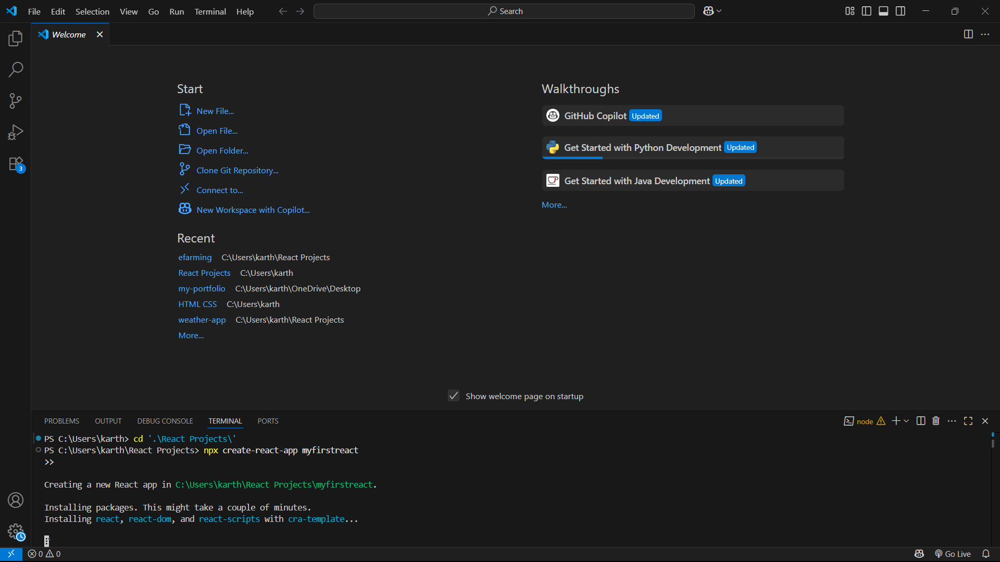 File Edit Selection View Go Run Terminal Help Search
Welcome
Start
New File...
Open File...
Open Folder...
Clone Git Repository...
Connect to...
New Workspace with Copilot...
Recent
efarming C:\Users\karth\React Projects
React Projects C:\Users\karth
my-portfolio C:\Users\karth\OneDrive\Desktop
HTML CSS C:\Users\karth
weather-app C:\Users\karth\React Projects
More...
Walkthroughs
GitHub Copilot Updated
Get Started with Python Development Updated
Get Started with Java Development Updated
More...
3
Show welcome page on startup
PROBLEMS OUTPUT DEBUG CONSOLE TERMINAL PORTS node
PS C:\Users\karth> cd '.\React Projects\'
PS C:\Users\karth\React Projects> npx create-react-app myfirstreact
>>
Creating a new React app in C:\Users\karth\React Projects\myfirstreact.
Installing packages. This might take a couple of minutes.
Installing react, react-dom, and react-scripts with cra-template...
0 0 Go Live